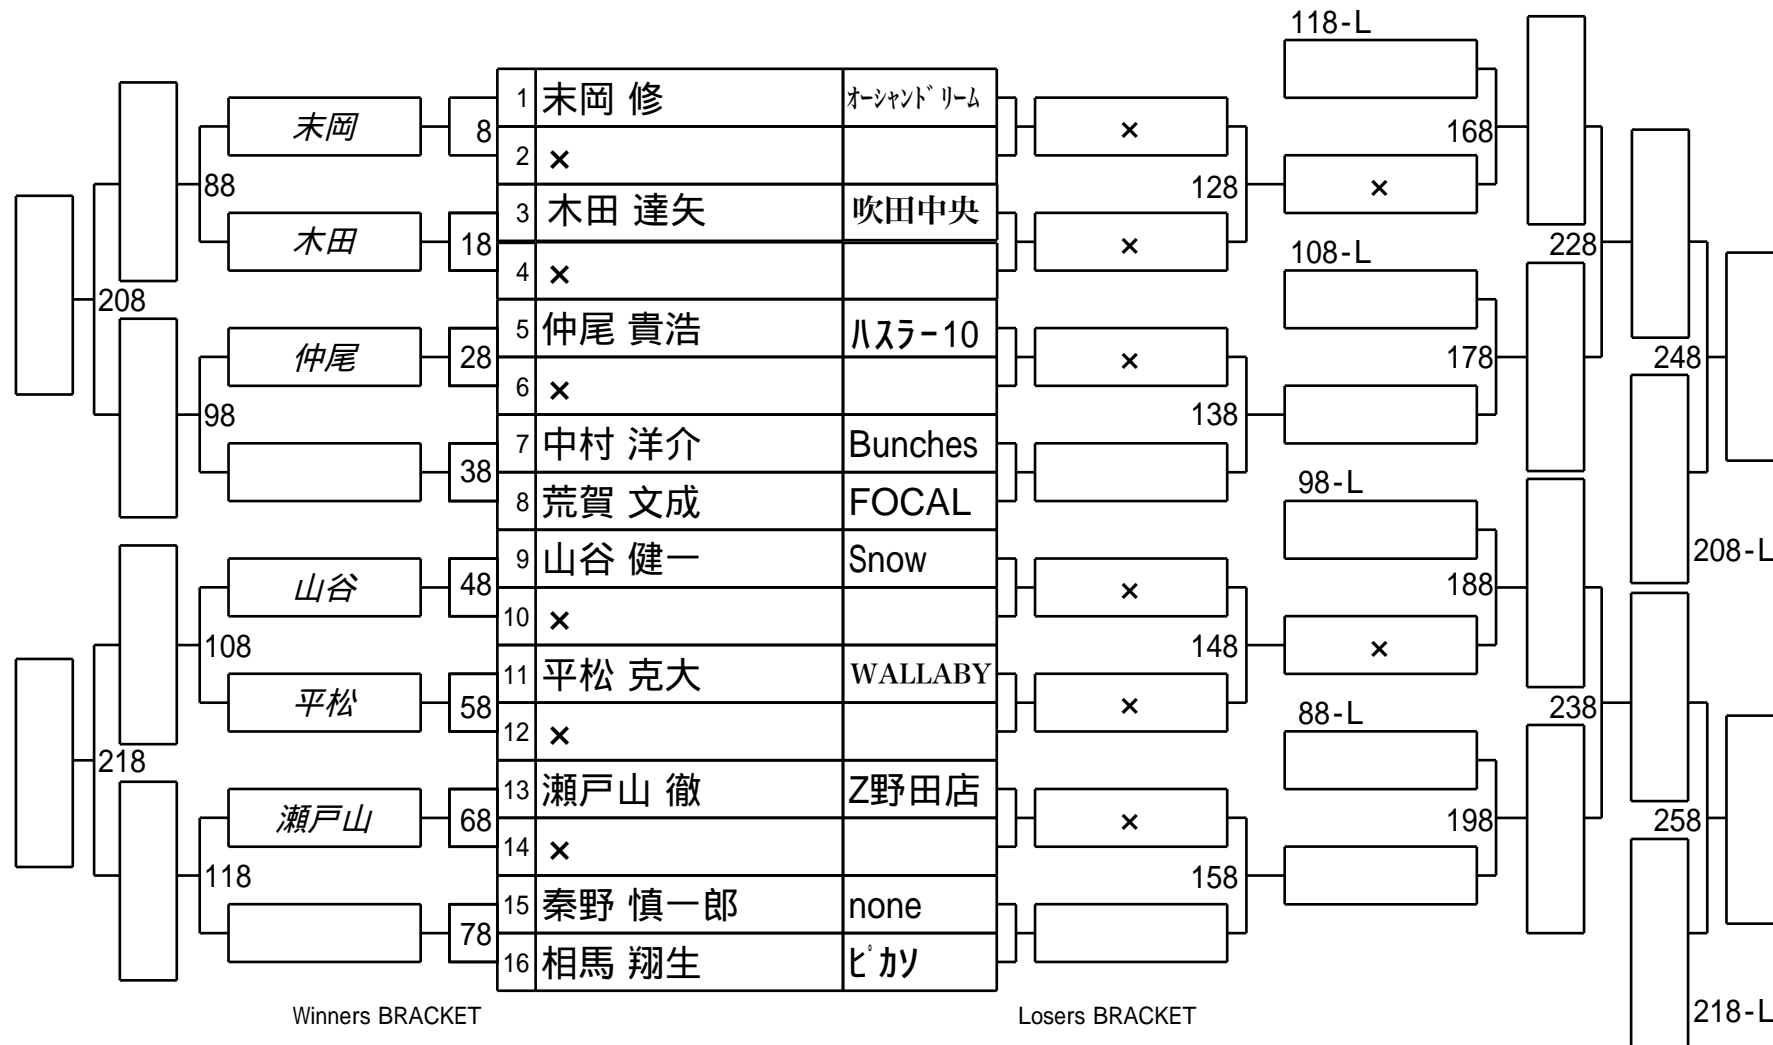 118-L
1 末岡 修 オーシャンドリーム
末岡 8 × 168
2 ×
88 128 ×
3 木田 達矢 吹田中央
木田 18 × 228
108-L
4 ×
208
5 仲尾 貴浩 ハスラー10
仲尾 28 × 178 248
6 ×
98 138
7 中村 洋介 Bunches
38
98-L
8 荒賀 文成 FOCAL
9 山谷 健一 Snow 208-L
山谷 48 × 188
10 ×
108 148 ×
11 平松 克大 WALLABY
平松 58 × 88-L 238
12 ×
218
13 瀬戸山 徹 Z野田店
瀬戸山 68 × 198 258
14 ×
118 158
15 秦野 慎一郎 none
78
16 相馬 翔生 ピカソ
Winners BRACKET Losers BRACKET 218-L